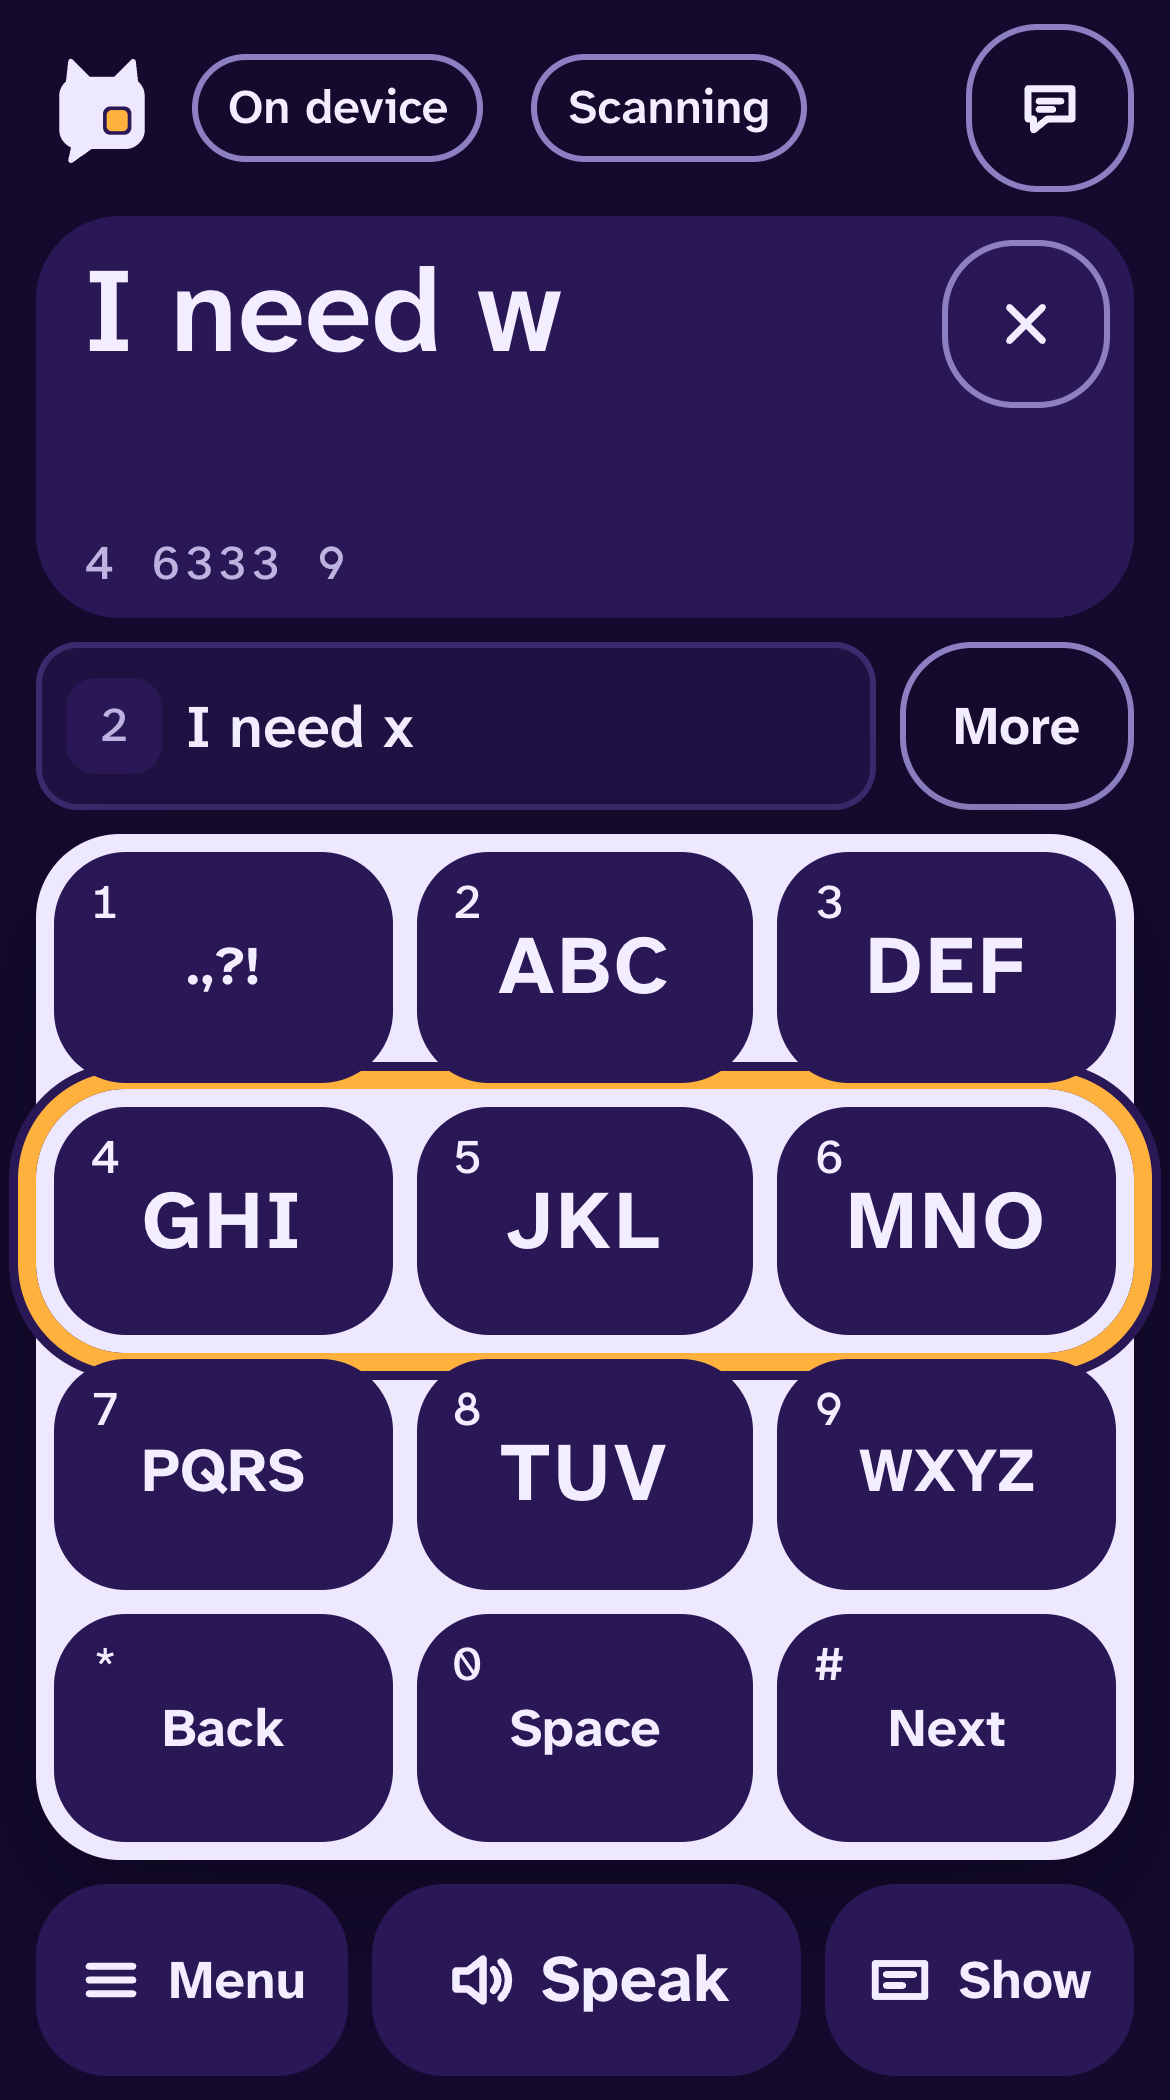 On device
Scanning
I need w
4 6333 9
2 I need x
More
1 .,?!
2 ABC
3 DEF
4 GHI
5 JKL
6 MNO
7 PQRS
8 TUV
9 WXYZ
* Back
0 Space
# Next
Menu
Speak
Show